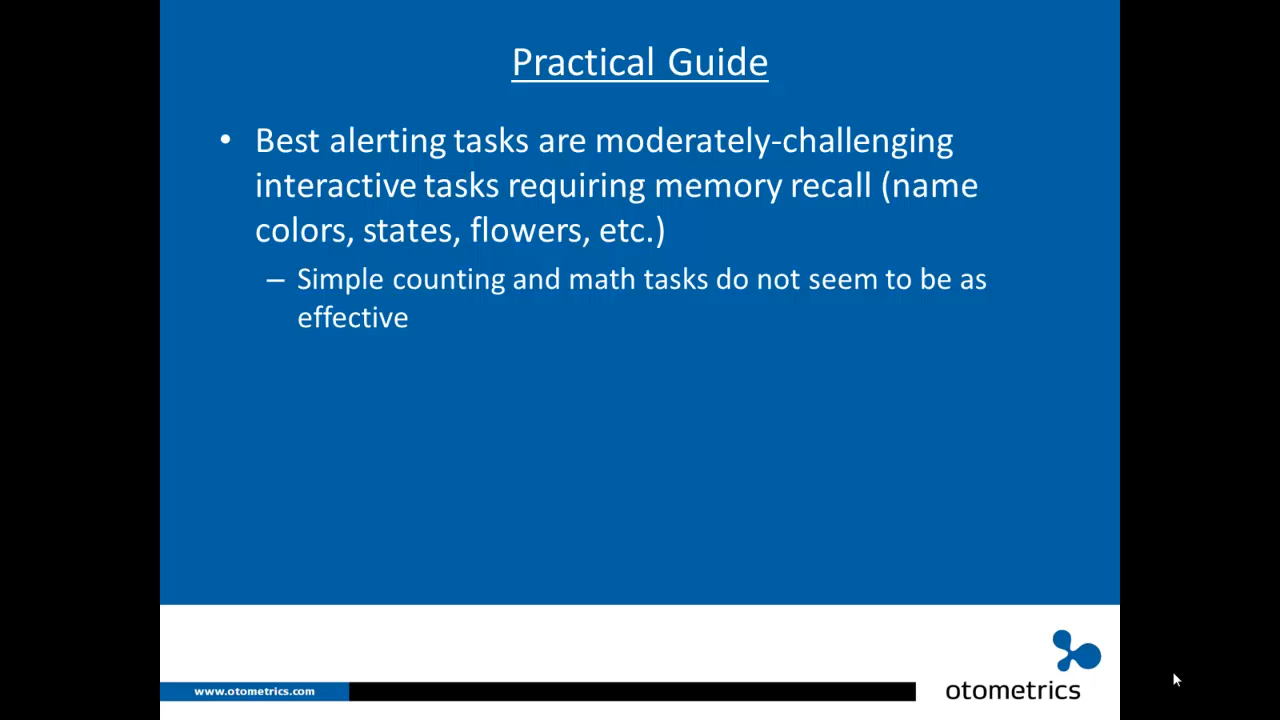 Practical Guide
• Best alerting tasks are moderately-challenging
interactive tasks requiring memory recall (name
colors, states, flowers, etc.)
– Simple counting and math tasks do not seem to be as
effective
www.otometrics.com
otometrics